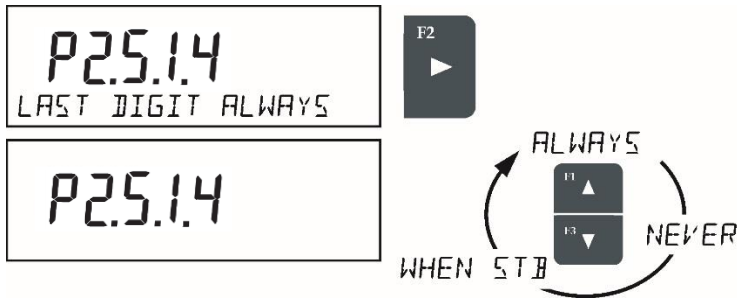 P2.5.1.4
LAST DIGIT ALWAYS
F2
P2.5.1.4
ALWAYS
F1
F3
NEVER
WHEN STB